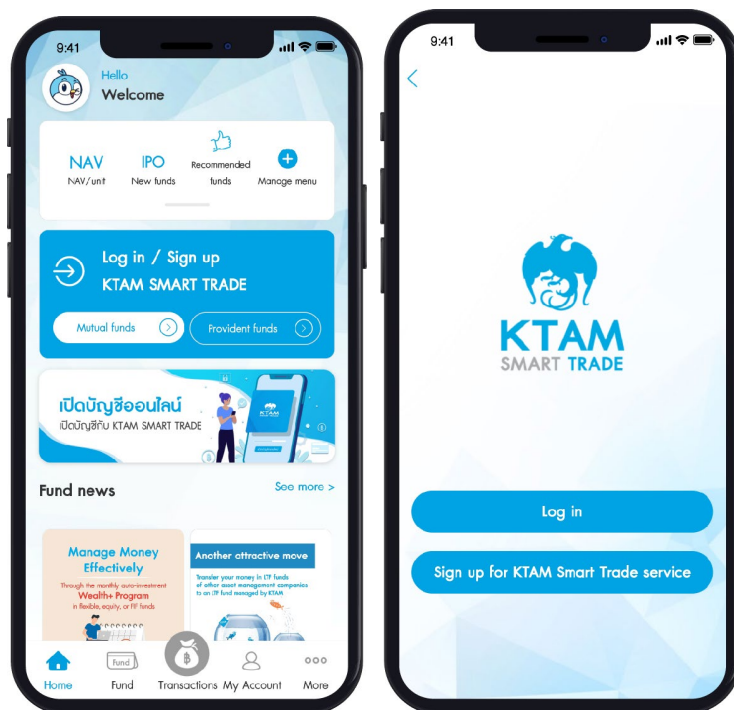 9:41
Hello
Welcome
NAV
NAV/unit
IPO
New funds
Recommended
funds
Manage menu
Log in / Sign up
KTAM SMART TRADE
Mutual funds
Provident funds
เปิดบัญชีออนไลน์
เปิดบัญชีกับ KTAM SMART TRADE
KTAM
Fund news
See more >
Manage Money
Effectively
Through the monthly auto-investment
Wealth+ Program
in flexible, equity, or FIF funds
Another attractive move
Transfer your money in LTF funds
of other asset management companies
to an LTF fund managed by KTAM
Home
Fund
Fund
฿
Transactions
My Account
More
9:41
KTAM
SMART TRADE
Log in
Sign up for KTAM Smart Trade service